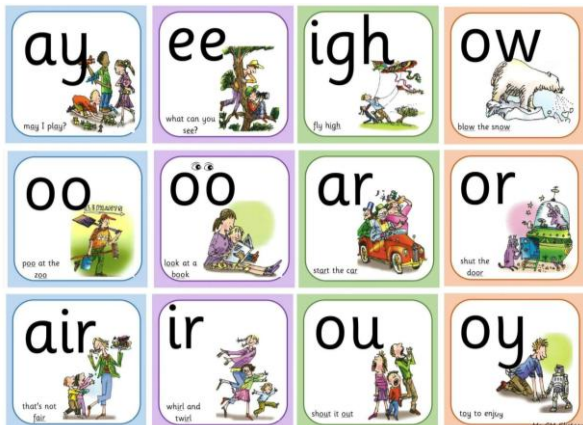 ay
may I play?
ee
what can you
see?
igh
fly high
ow
blow the snow
oo
poo at the
zoo
oo
look at a
book
ar
start the car
or
shut the
door
air
that's not
fair
ir
whirl and
twirl
ou
shout it out
oy
toy to enjoy